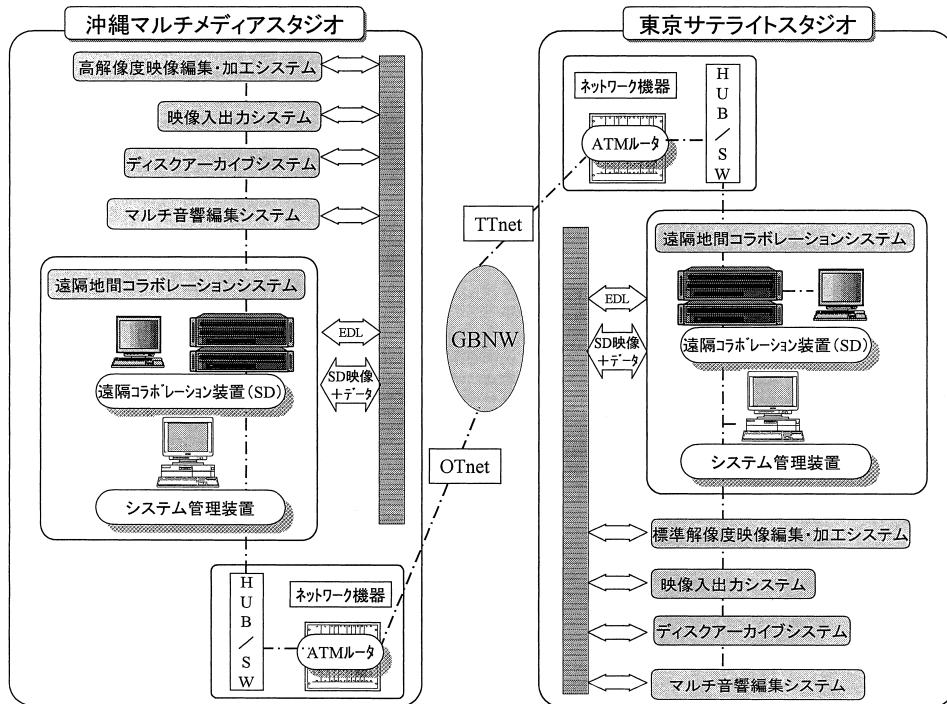 沖縄マルチメディアスタジオ
高解像度映像編集・加工システム
映像入出力システム
ディスクアーカイブシステム
マルチ音響編集システム
遠隔地間コラボレーションシステム
EDL
SD映像
+データ
遠隔コラボレーション装置(SD)
システム管理装置
HUB/SW
ネットワーク機器
ATMルータ
TTnet
GBNW
OTnet
東京サテライトスタジオ
ネットワーク機器
ATMルータ
HUB/SW
遠隔地間コラボレーションシステム
EDL
SD映像
+データ
遠隔コラボレーション装置(SD)
システム管理装置
標準解像度映像編集・加工システム
映像入出力システム
ディスクアーカイブシステム
マルチ音響編集システム